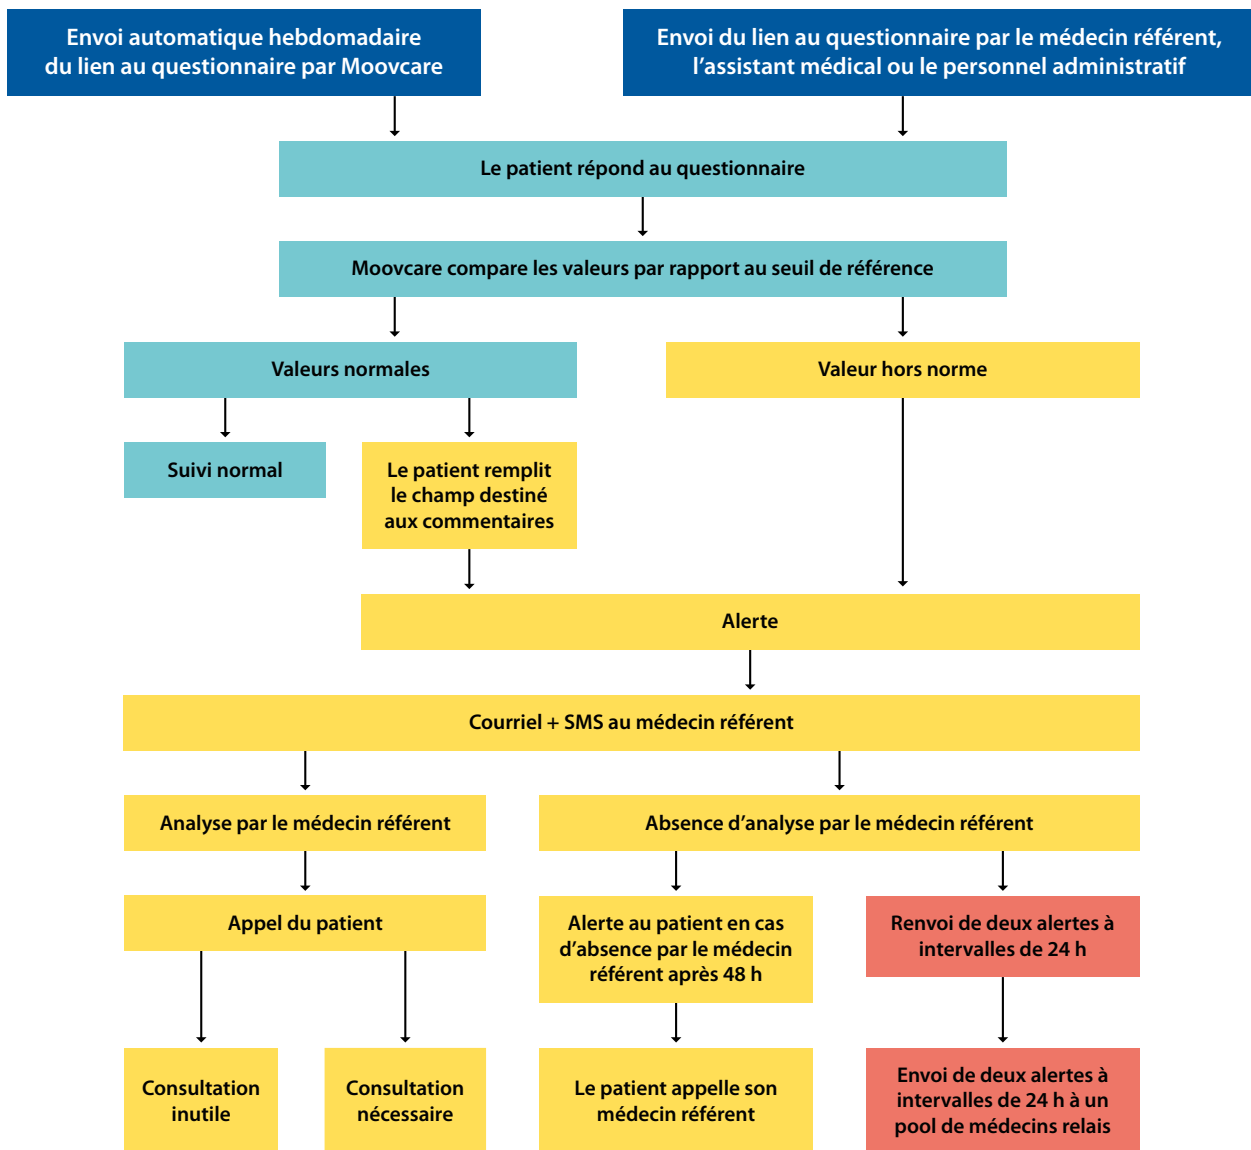 Envoi automatique hebdomadaire
du lien au questionnaire par Moovcare
Envoi du lien au questionnaire par le médecin référent,
l’assistant médical ou le personnel administratif
Le patient répond au questionnaire
Moovcare compare les valeurs par rapport au seuil de référence
Valeurs normales
Valeur hors norme
Suivi normal
Le patient remplit
le champ destiné
aux commentaires
Alerte
Courriel + SMS au médecin référent
Analyse par le médecin référent
Absence d’analyse par le médecin référent
Appel du patient
Alerte au patient en cas
d’absence par le médecin
référent après 48 h
Renvoi de deux alertes à
intervalles de 24 h
Consultation
inutile
Consultation
nécessaire
Le patient appelle son
médecin référent
Envoi de deux alertes à
intervalles de 24 h à un
pool de médecins relais